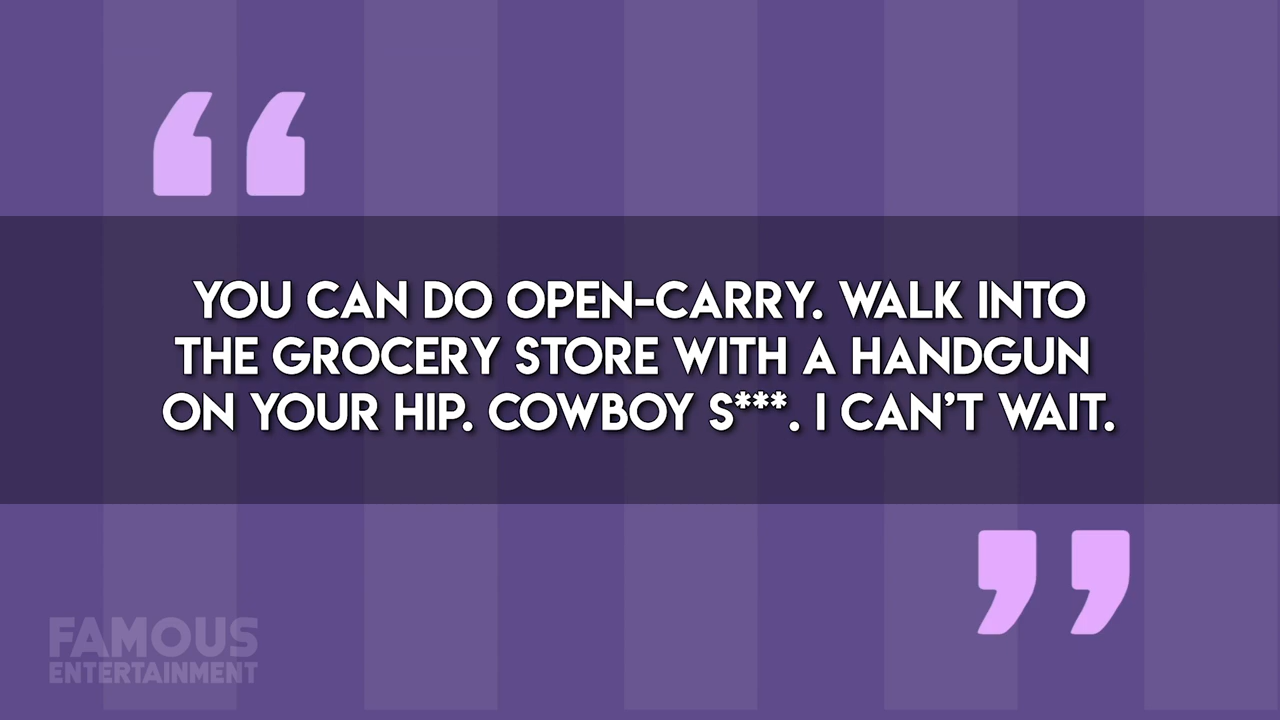 “
YOU CAN DO OPEN-CARRY. WALK INTO
THE GROCERY STORE WITH A HANDGUN
ON YOUR HIP. COWBOY S***. I CAN’T WAIT.
”
FAMOUS
ENTERTAINMENT